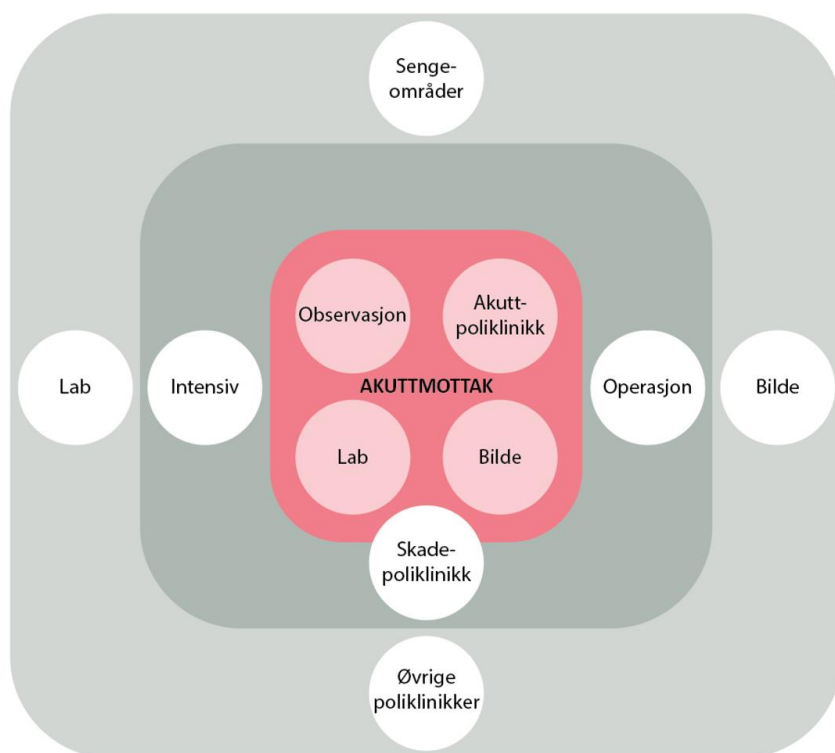 Senge-
områder
Observasjon
Akutt-
poliklinikk
Lab
Intensiv
AKUTTMOTTAK
Operasjon
Bilde
Lab
Bilde
Skade-
poliklinikk
Øvrige
poliklinikker